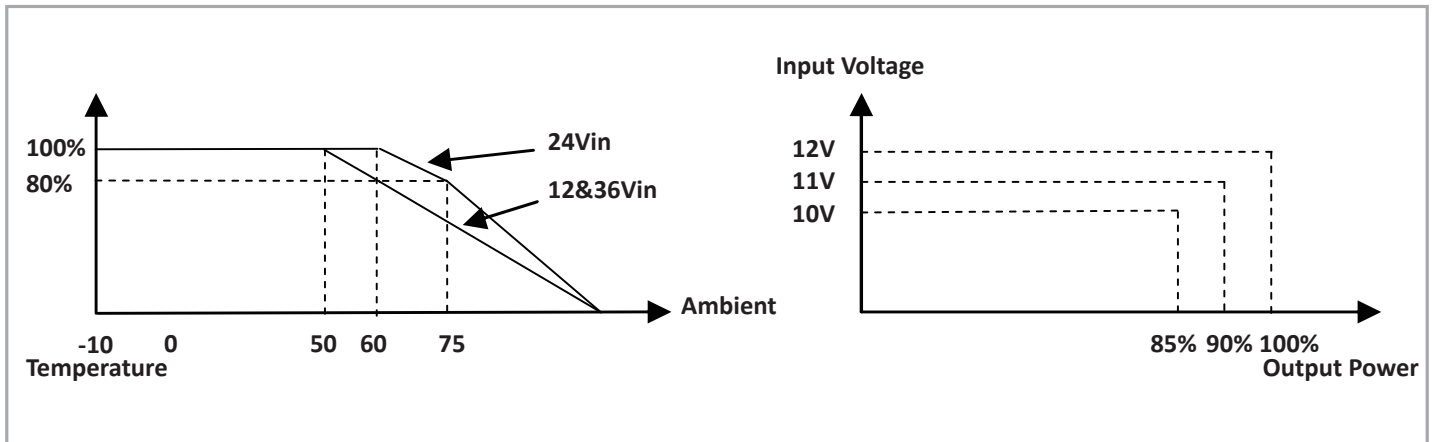 100%
80%
24Vin
12&36Vin
Ambient
-10 0 50 60 75
Temperature
Input Voltage
12V
11V
10V
85% 90% 100%
Output Power